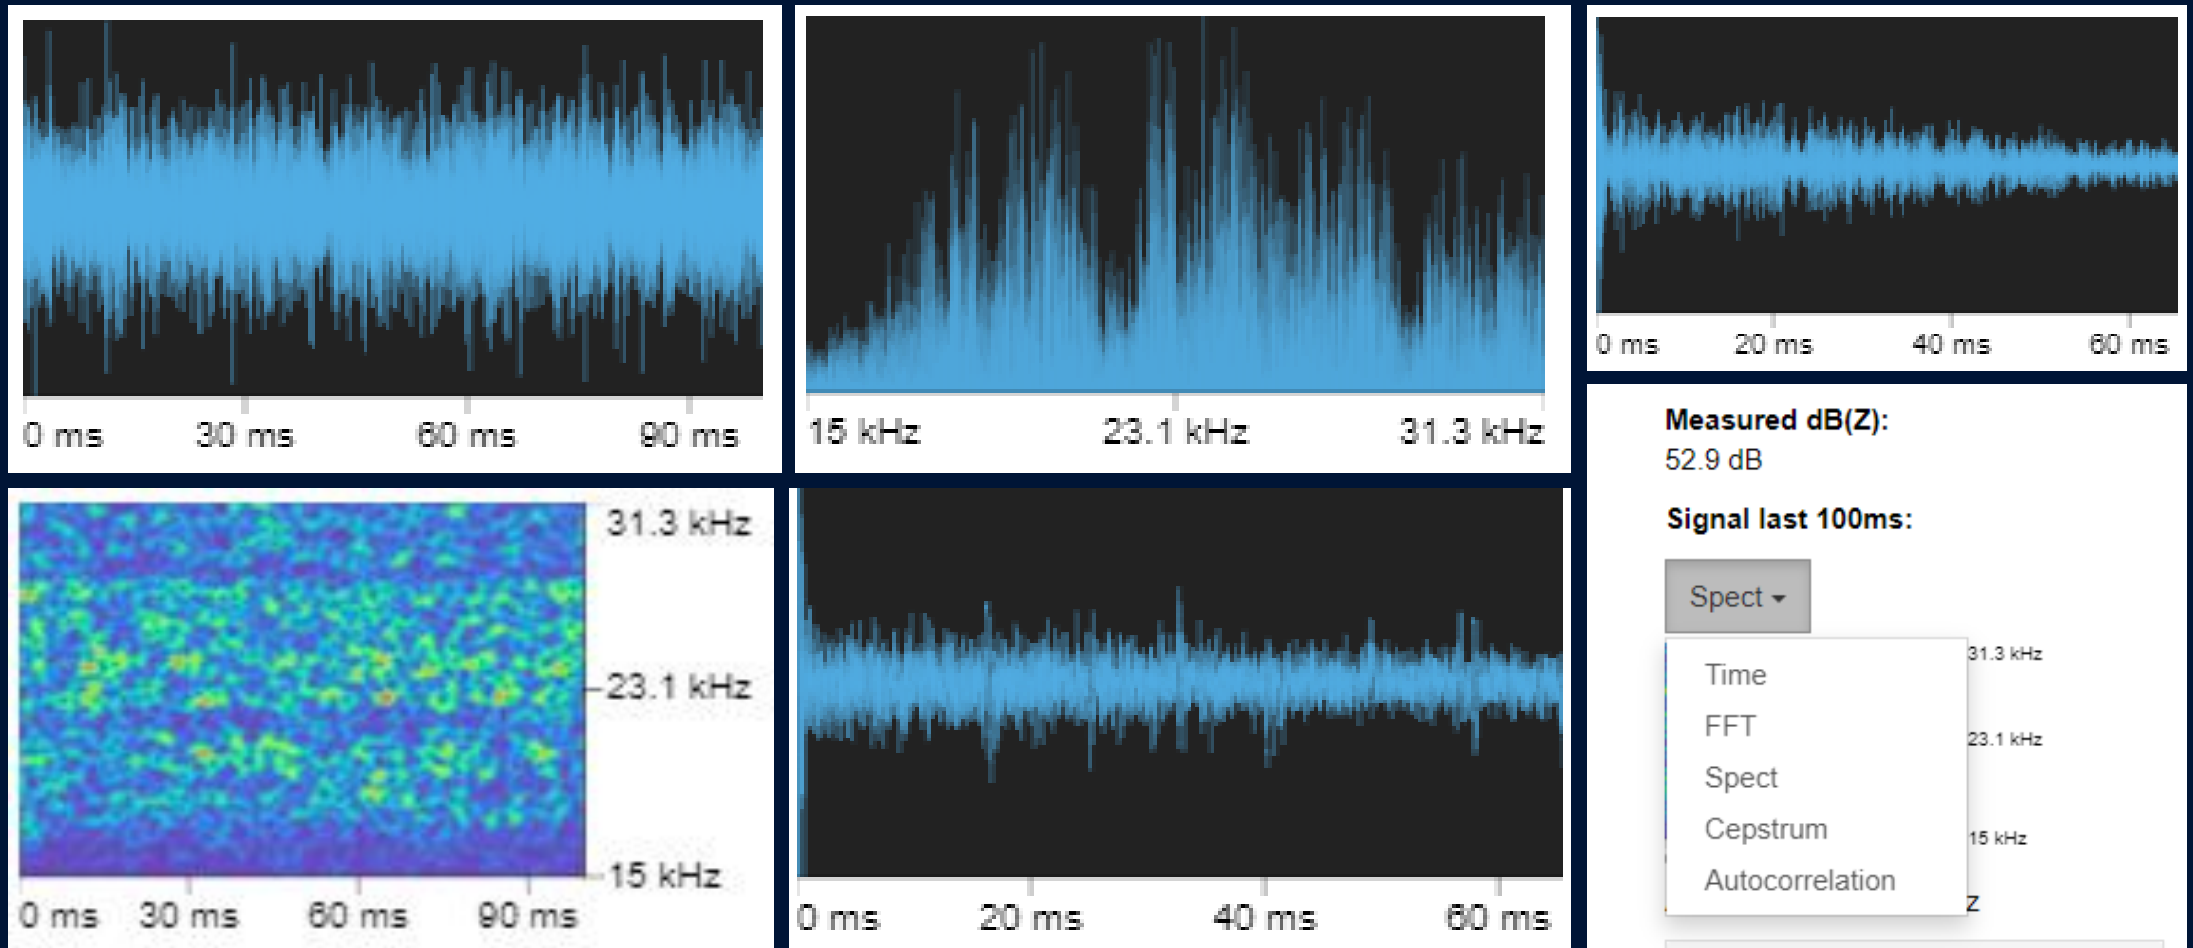 0 ms 30 ms 60 ms 90 ms
15 kHz 23.1 kHz 31.3 kHz
0 ms 20 ms 40 ms 60 ms
31.3 kHz
23.1 kHz
15 kHz
0 ms 30 ms 60 ms 90 ms
0 ms 20 ms 40 ms 60 ms
Measured dB(Z):
52.9 dB
Signal last 100ms:
Spect
31.3 kHz
Time
FFT
23.1 kHz
Spect
Cepstrum
15 kHz
Autocorrelation
z